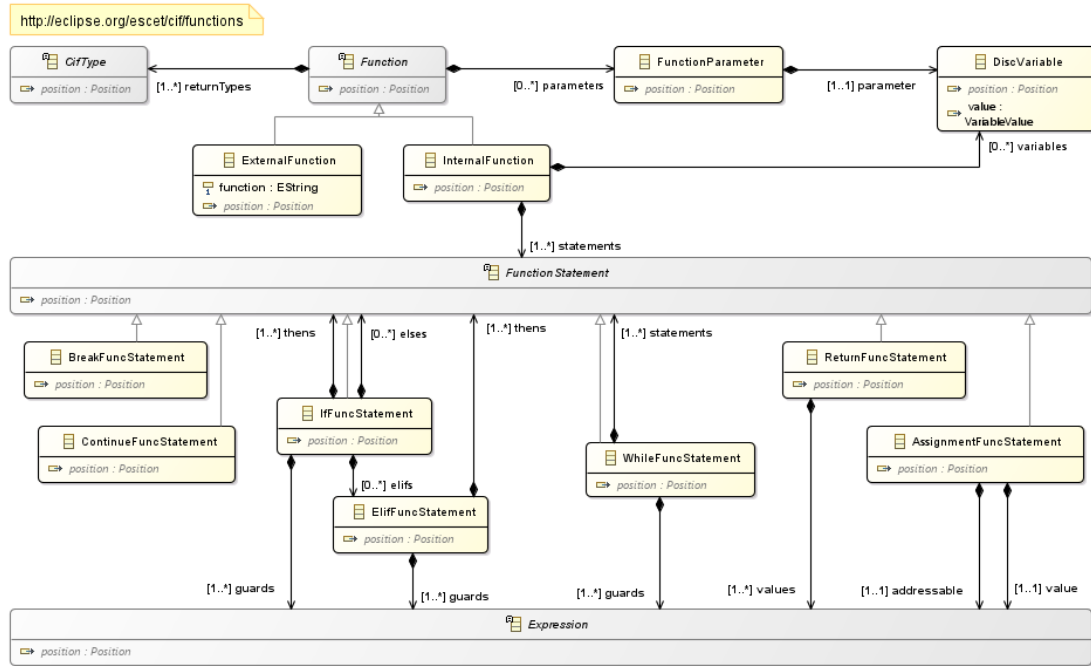 http://eclipse.org/escet/cif/functions
CifType
position : Position
[1..*] returnTypes
Function
position : Position
[0..*] parameters
FunctionParameter
position : Position
[1..1] parameter
DiscVariable
position : Position
value :
VariableValue
[0..*] variables
ExternalFunction
function : EString
position : Position
InternalFunction
position : Position
[1..*] statements
FunctionStatement
position : Position
[1..*] thens
[0..*] elses
[1..*] thens
[1..*] statements
BreakFuncStatement
position : Position
ReturnFuncStatement
position : Position
IfFuncStatement
position : Position
ContinueFuncStatement
position : Position
WhileFuncStatement
position : Position
AssignmentFuncStatement
position : Position
[0..*] elifs
ElifFuncStatement
position : Position
[1..*] guards
[1..*] guards
[1..*] guards
[1..*] values
[1..1] addressable
[1..1] value
Expression
position : Position